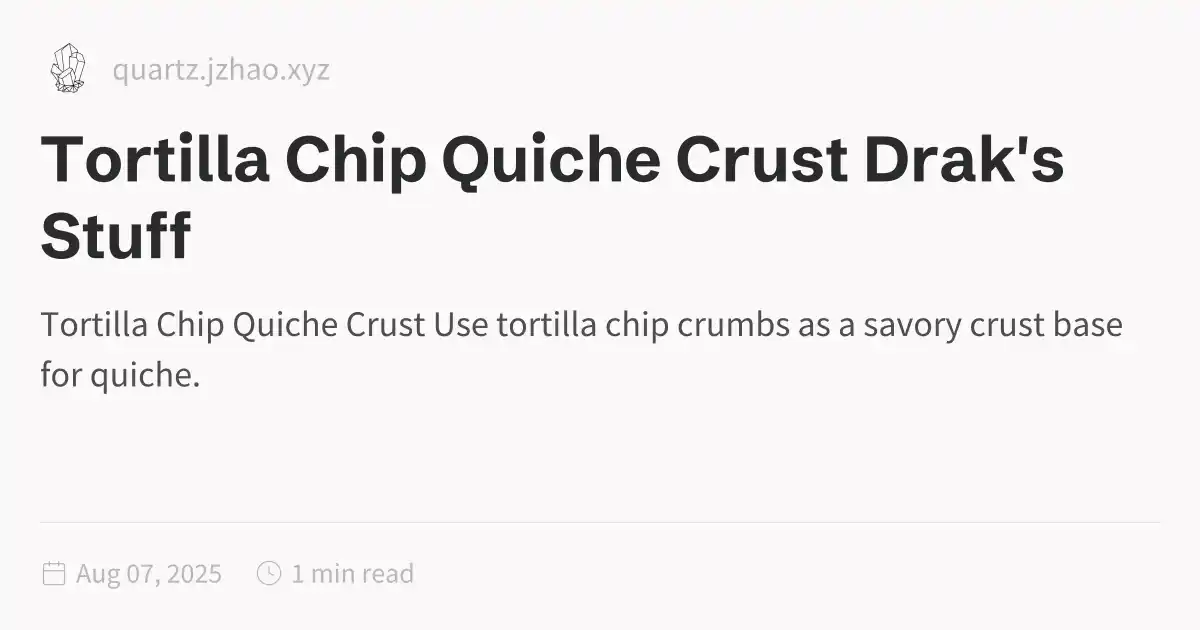 quartz.jzhao.xyz
Tortilla Chip Quiche Crust Drak's
Stuff
Tortilla Chip Quiche Crust Use tortilla chip crumbs as a savory crust base
for quiche.
Aug 07, 2025 1 min read